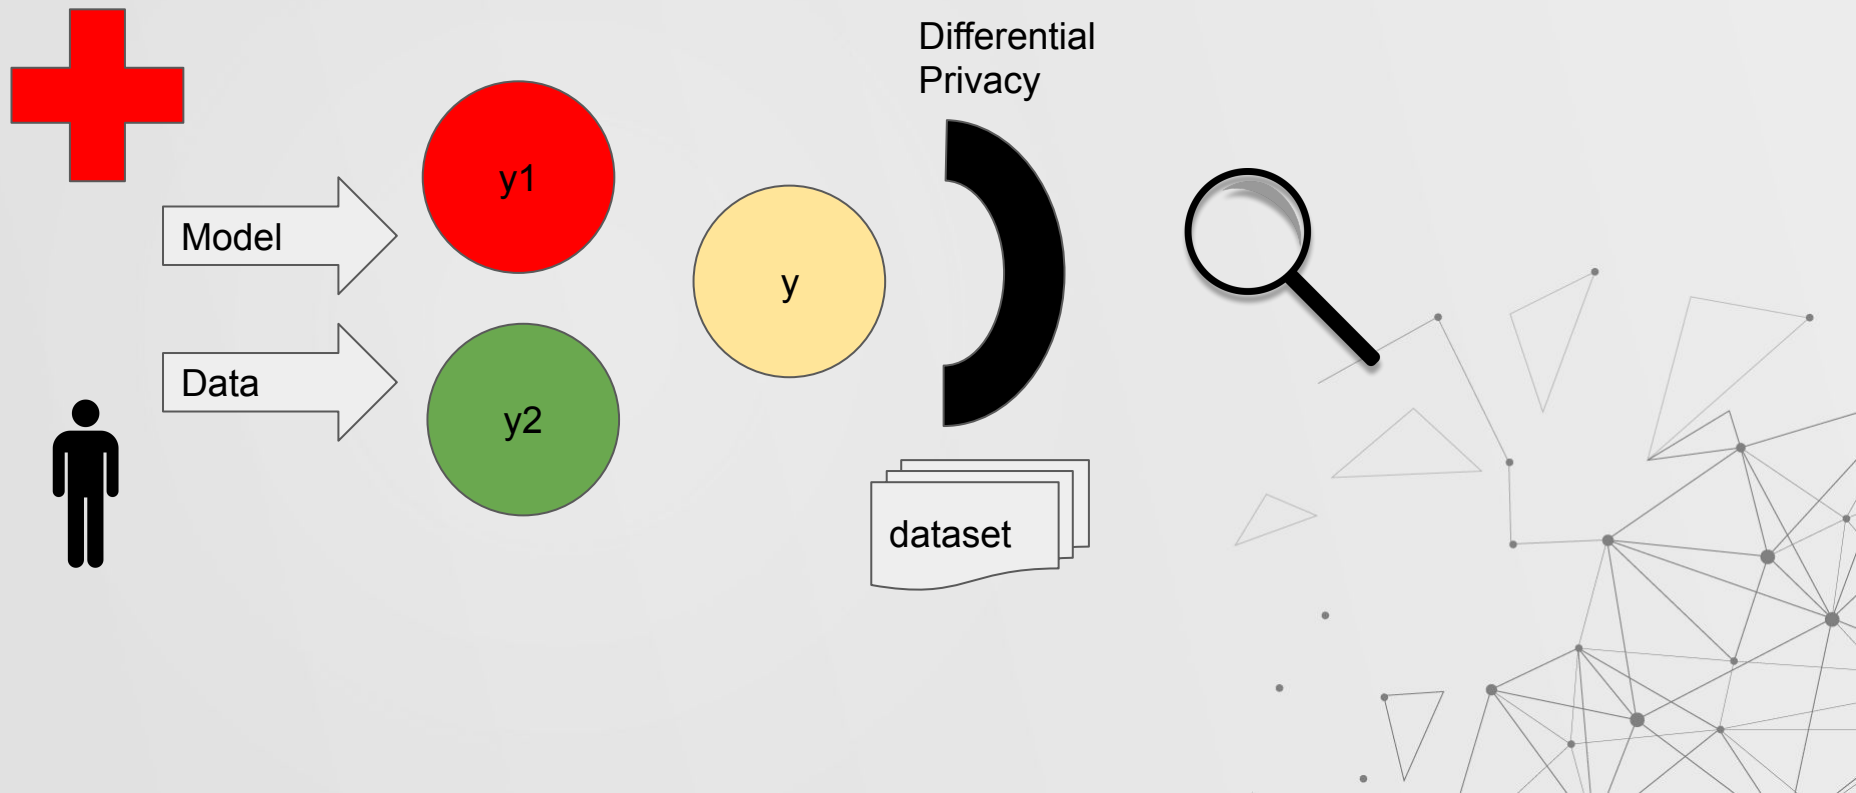 Differential
Privacy
y1
Model
y
Data
y2
dataset